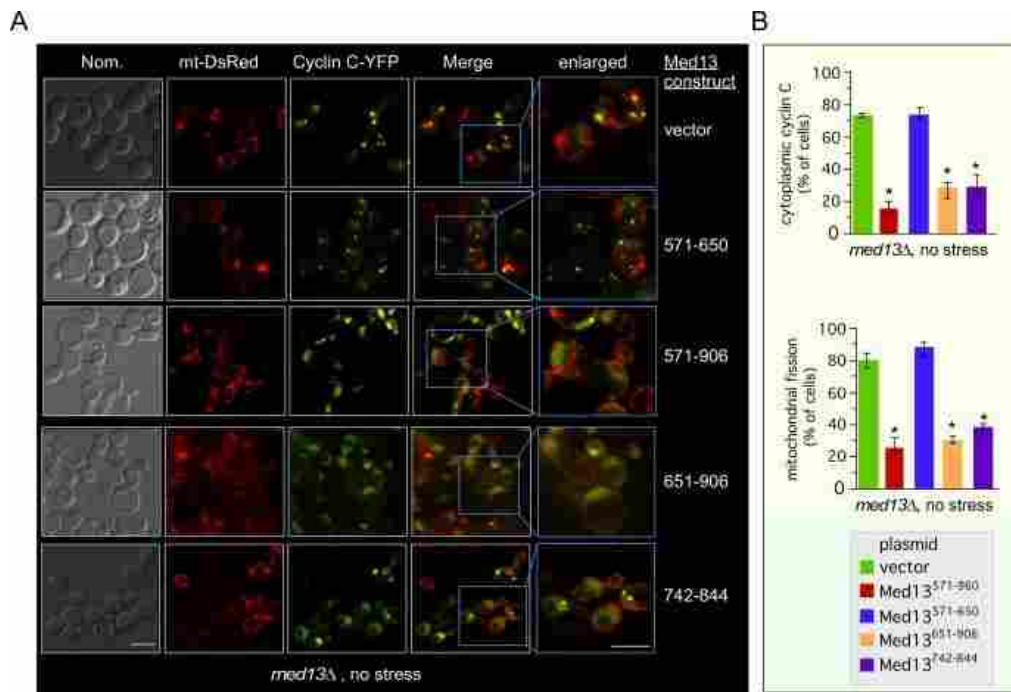 A
B
Nom. mt-DsRed Cyclin C-YFP Merge enlarged Med13
construct
vector
571-650
571-906
651-906
742-844
med13Δ , no stress
cytoplasmic cyclin C
(% of cells)
100
80
60
40
20
0
* * *
med13Δ, no stress
mitochondrial fission
(% of cells)
100
80
60
40
20
0
* * *
med13Δ, no stress
plasmid
vector
Med13571-960
Med13571-650
Med13651-906
Med13742-844